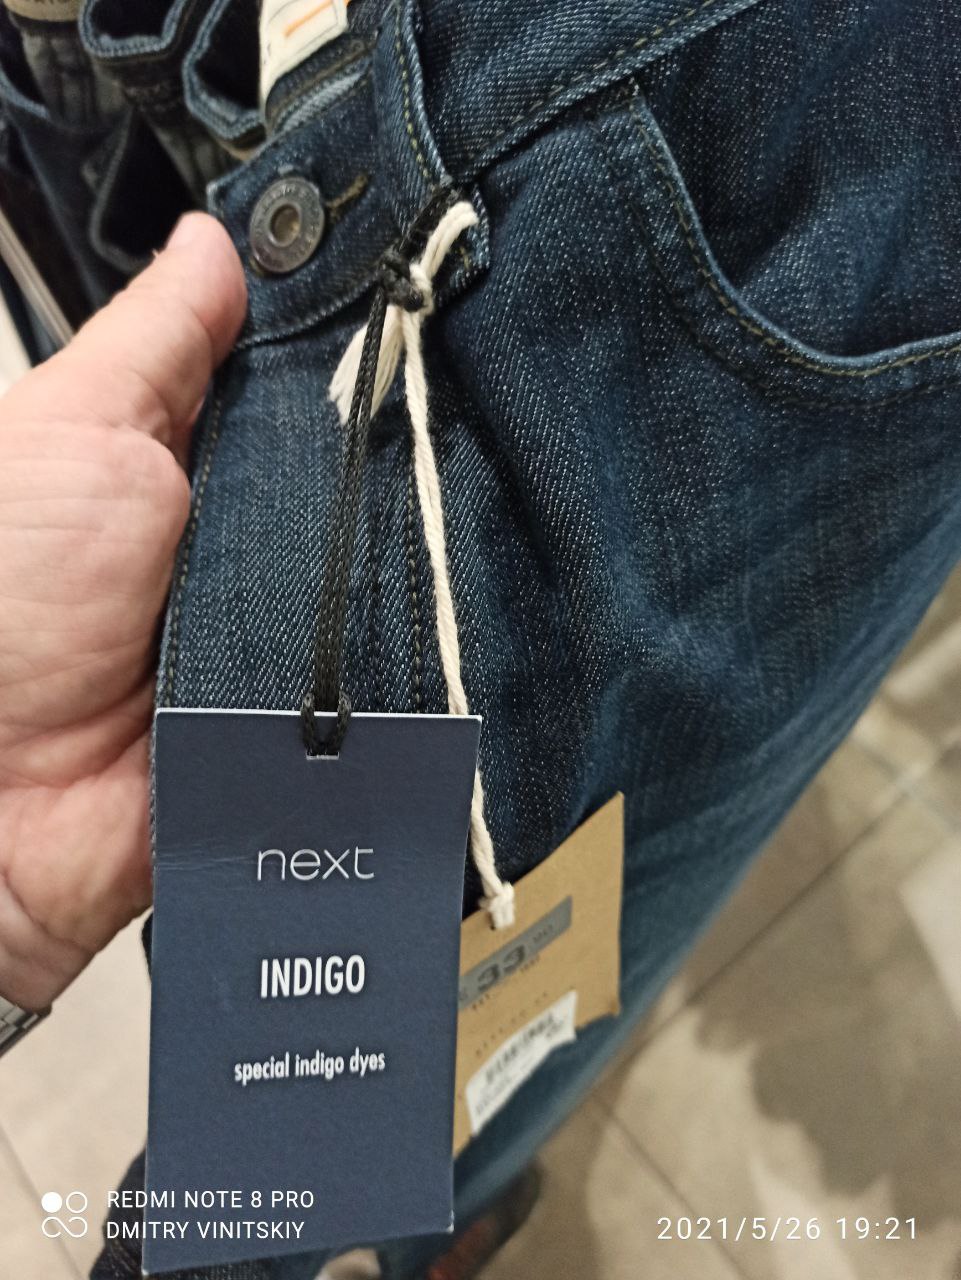 next
INDIGO
special indigo dyes
REDMI NOTE 8 PRO
DMITRY VINITSKIY
2021/5/26 19:21